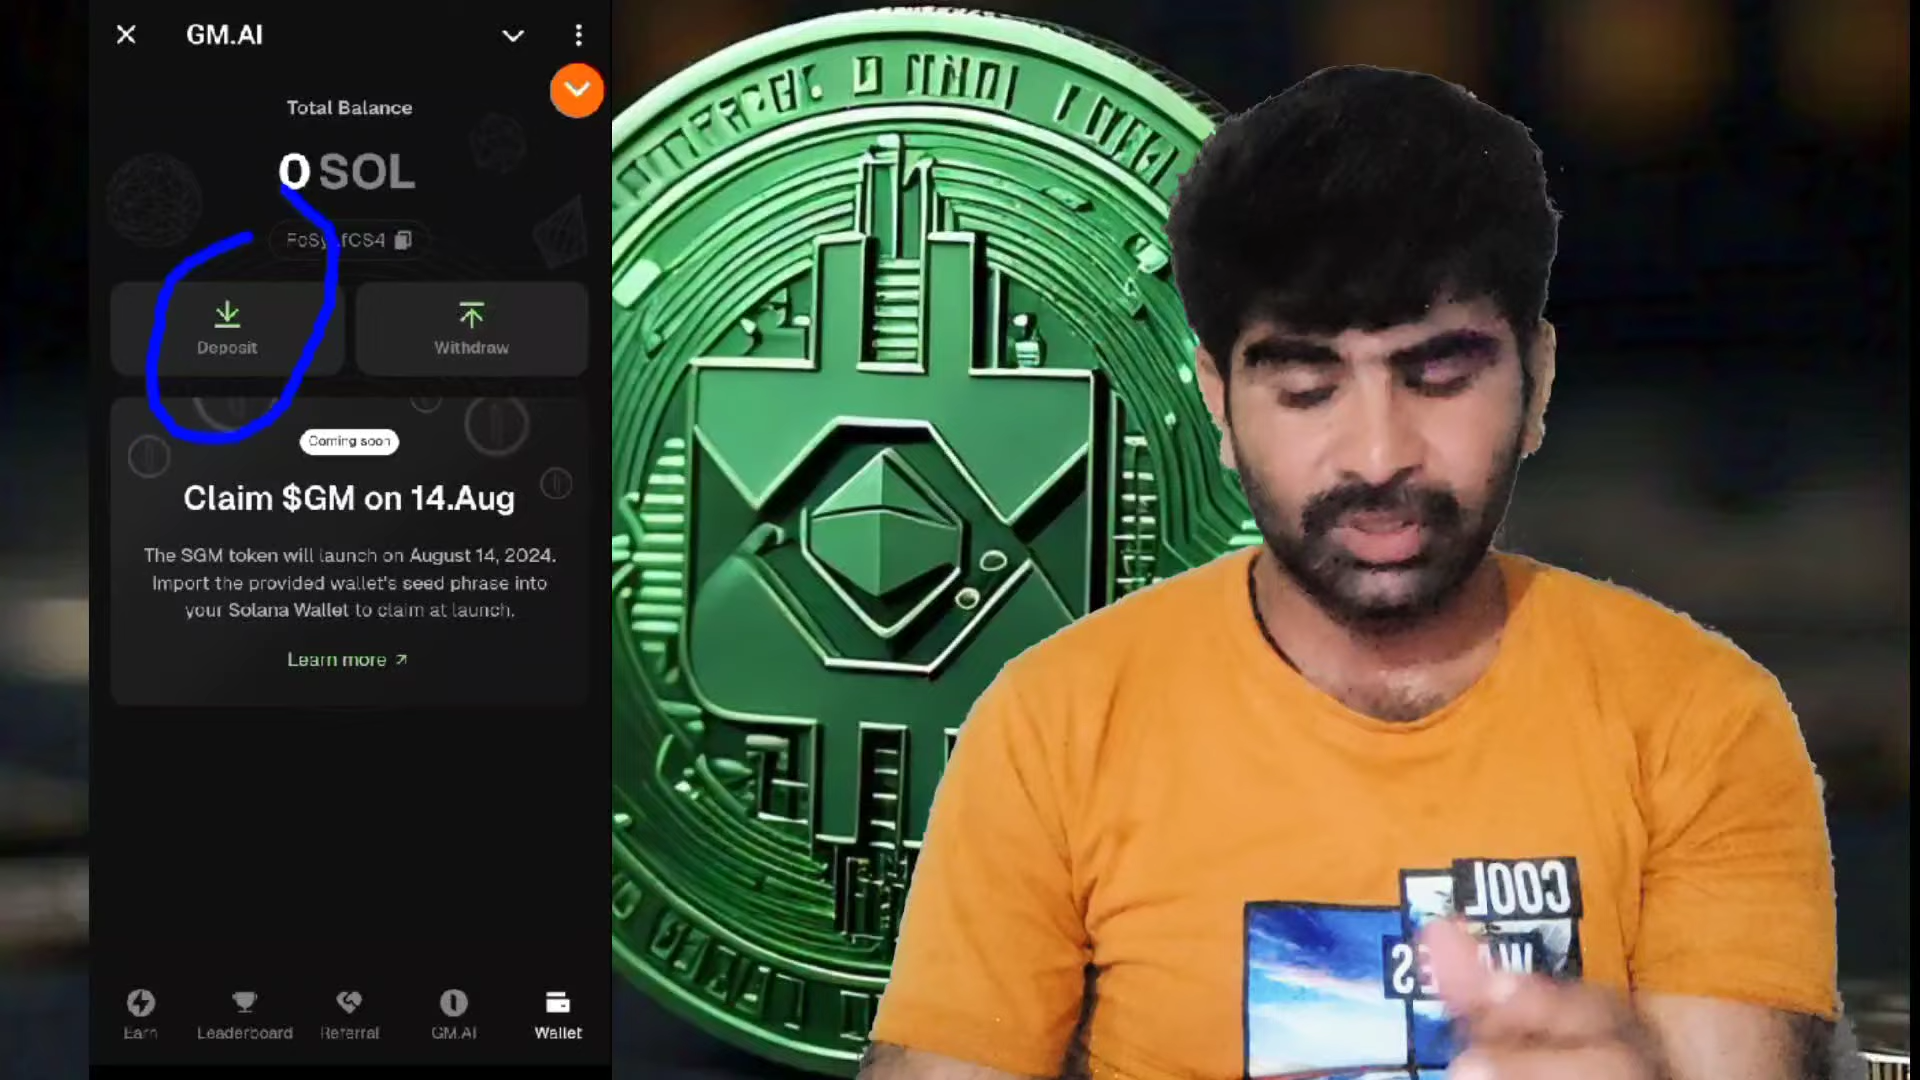 GM.AI
Total Balance
0 SOL
Deposit
Withdraw
Coming soon
Claim $GM on 14.Aug
The SGM token will launch on August 14, 2024.
Import the provided wallet's seed phrase into
your Solana Wallet to claim at launch.
Learn more
Earn
Leaderboard
Referral
GM.AI
Wallet
COOL